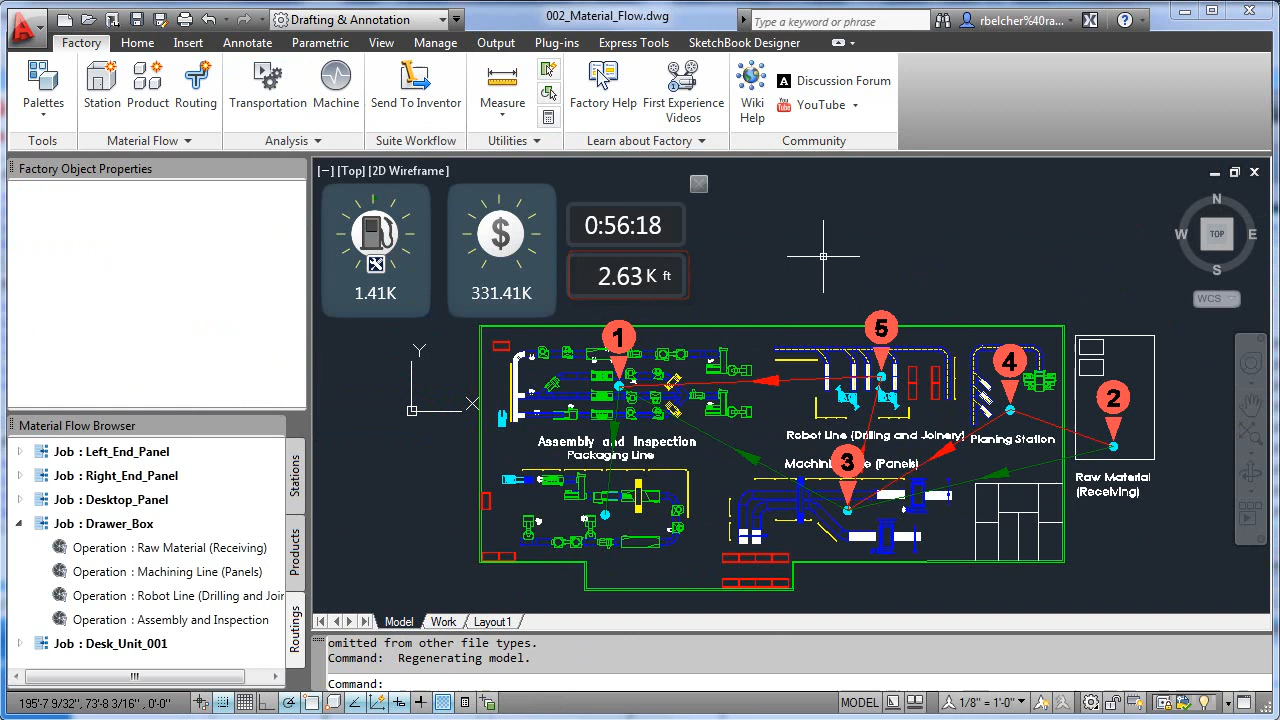 Drafting & Annotation
002_Material_Flow.dwg
Type a keyword or phrase
rbelcher%40ra...
Factory Home Insert Annotate Parametric View Manage Output Plug-ins Express Tools SketchBook Designer
Palettes Station Product Routing Transportation Machine Send To Inventor Measure Factory Help First Experience Videos Wiki Help
A Discussion Forum
You Tube YouTube
Tools Material Flow Analysis Suite Workflow Utilities Learn about Factory Community
Factory Object Properties
[−] [Top] [2D Wireframe]
N
W TOP E
S
WCS
$
0:56:18
2.63 K ft
1.41K
331.41K
Y
X
1
5
4
2
3
Assembly and Inspection
Packaging Line
Robot Line (Drilling and Joinery)
Planing Station
(Panels)
Raw Material
(Receiving)
Material Flow Browser
Job : Left_End_Panel
Job : Right_End_Panel
Job : Desktop_Panel
Job : Drawer_Box
Operation : Raw Material (Receiving)
Operation : Machining Line (Panels)
Operation : Robot Line (Drilling and Join
Operation : Assembly and Inspection
Job : Desk_Unit_001
Stations
Products
Routings
Model Work Layout1
omitted from other file types.
Command: Regenerating model.
Command:
195'-7 9/32", 73'-8 3/16" , 0'-0"
MODEL
1/8" = 1'-0"